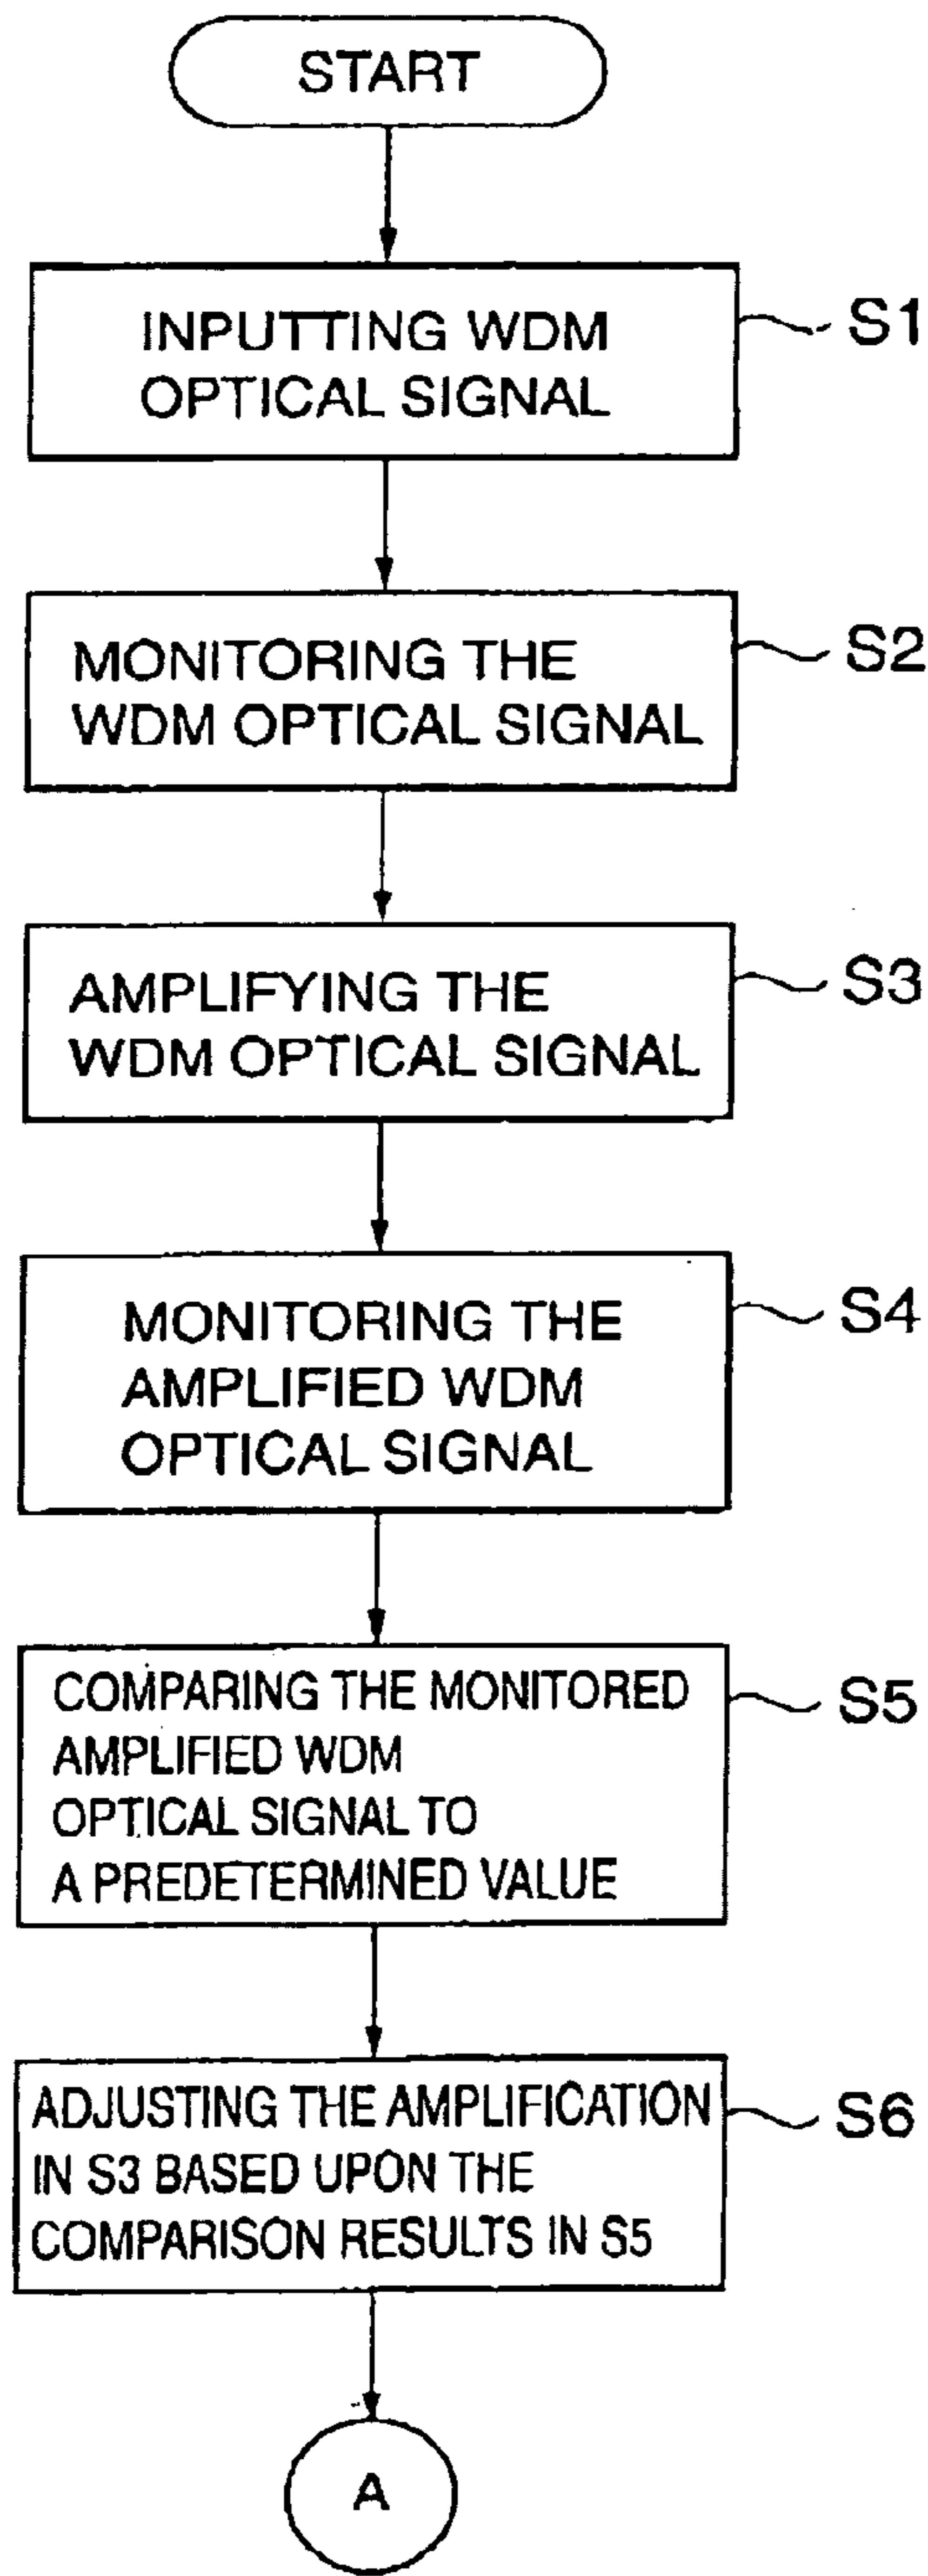 START
INPUTTING WDM
OPTICAL SIGNAL
S1
MONITORING THE
WDM OPTICAL SIGNAL
S2
AMPLIFYING THE
WDM OPTICAL SIGNAL
S3
MONITORING THE
AMPLIFIED WDM
OPTICAL SIGNAL
S4
COMPARING THE MONITORED
AMPLIFIED WDM
OPTICAL SIGNAL TO
A PREDETERMINED VALUE
S5
ADJUSTING THE AMPLIFICATION
IN S3 BASED UPON THE
COMPARISON RESULTS IN S5
S6
A